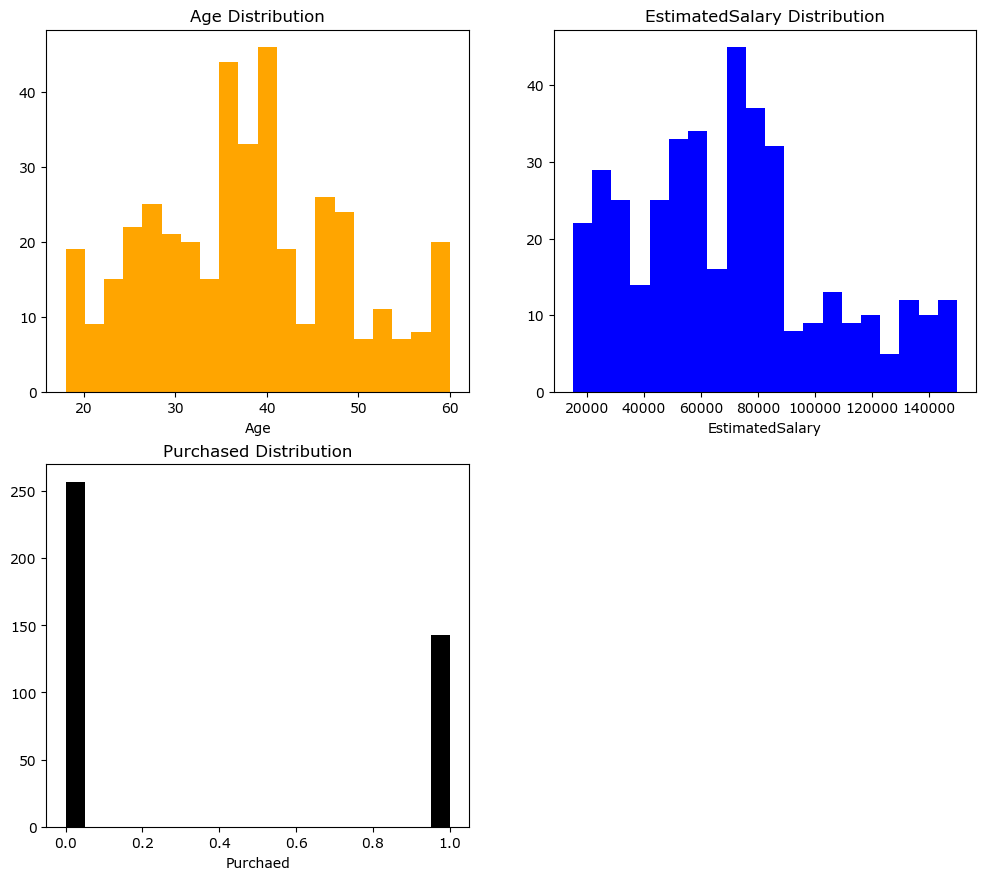 Age Distribution
40
30
20
10
0
20 30 40 50 60
Age
EstimatedSalary Distribution
40
30
20
10
0
20000 40000 60000 80000 100000 120000 140000
EstimatedSalary
Purchased Distribution
250
200
150
100
50
0
0.0 0.2 0.4 0.6 0.8 1.0
Purchaed